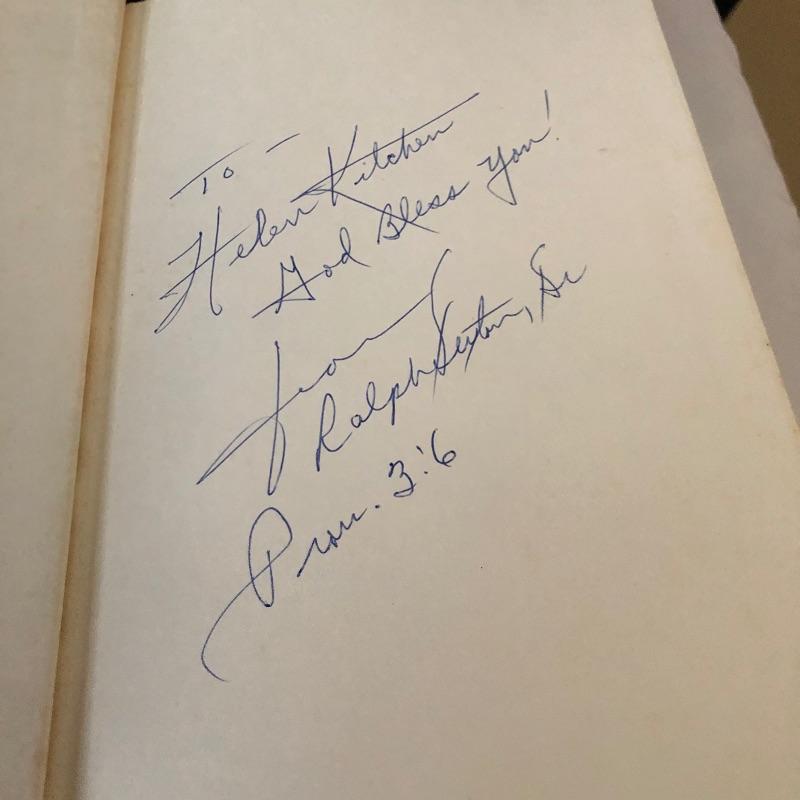 To -
Helen Kitchen
God Bless You!
From
Ralph Sexton, Sr
Prov. 3:6